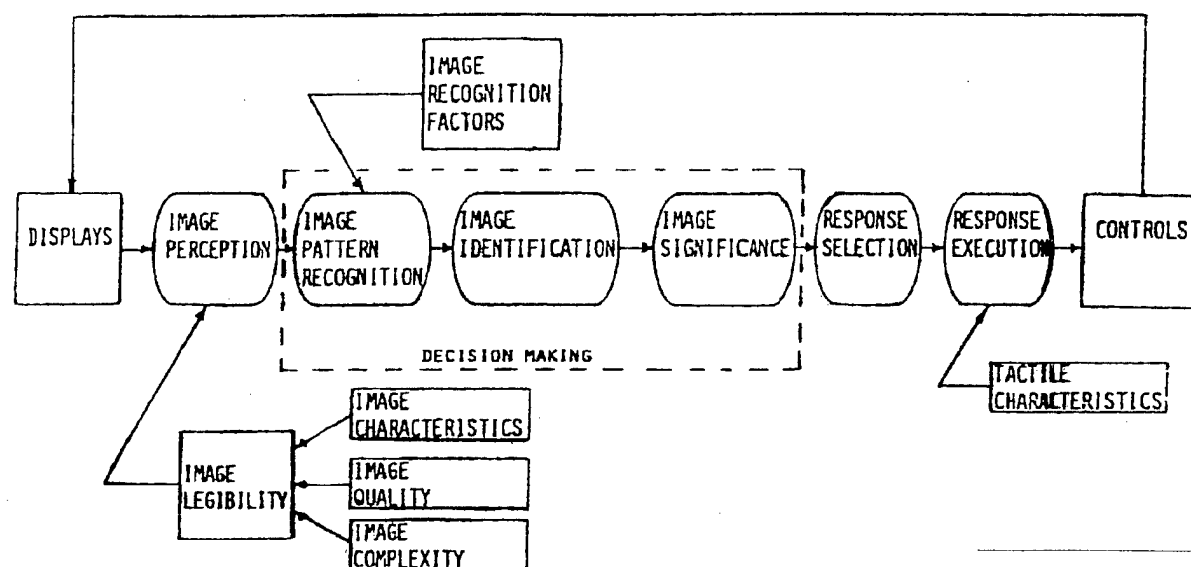 IMAGE
RECOGNITION
FACTORS
DISPLAYS
IMAGE
PERCEPTION
IMAGE
PATTERN
RECOGNITION
IMAGE
IDENTIFICATION
IMAGE
SIGNIFICANCE
RESPONSE
SELECTION
RESPONSE
EXECUTION
CONTROLS
DECISION MAKING
TACTILE
CHARACTERISTICS
IMAGE
LEGIBILITY
IMAGE
CHARACTERISTICS
IMAGE
QUALITY
IMAGE
COMPLEXITY